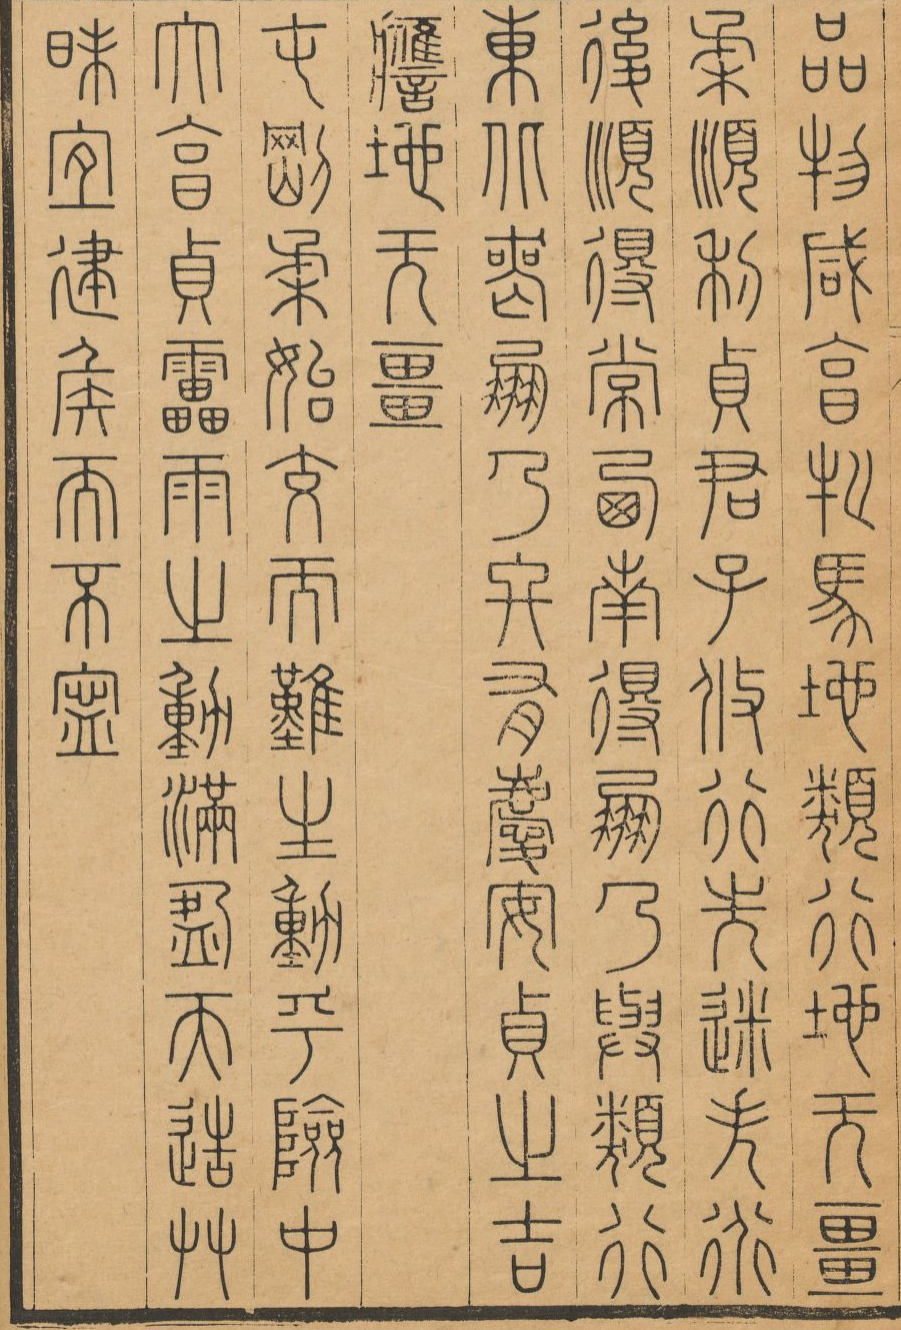 品物咸亨牝馬地類行地无畺
柔順利貞君子攸行先迷失道
後順得常西南得朋乃與類行
東北喪朋乃終有慶安貞之吉
應地无畺
屯剛柔始交而難生動乎險中
大亨貞雷雨之動滿盈天造艸
昧宜建侯而不寍